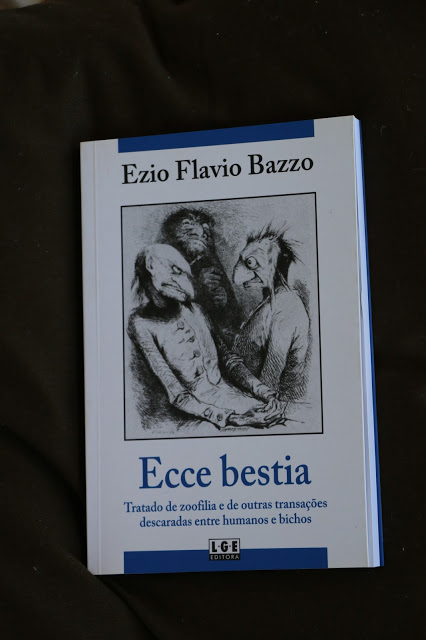 Ezio Flavio Bazzo
Ecce bestia
Tratado de zoofilia e de outras transações
descaradas entre humanos e bichos
LGE
EDITORA